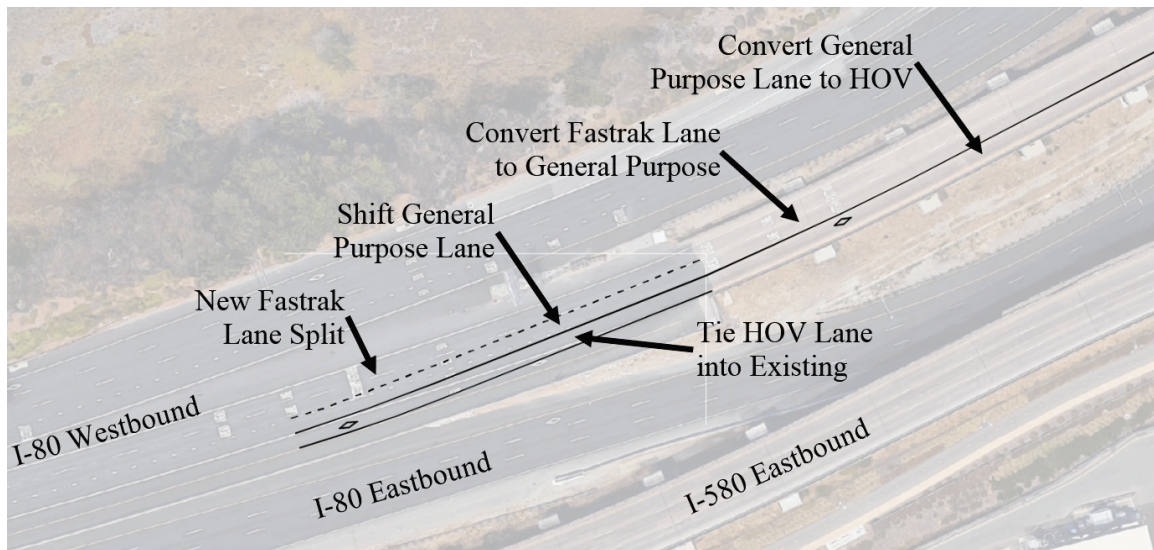 Convert General
Purpose Lane to HOV
Convert Fastrak Lane
to General Purpose
Shift General
Purpose Lane
New Fastrak
Lane Split
Tie HOV Lane
into Existing
I-80 Westbound
I-80 Eastbound
I-580 Eastbound